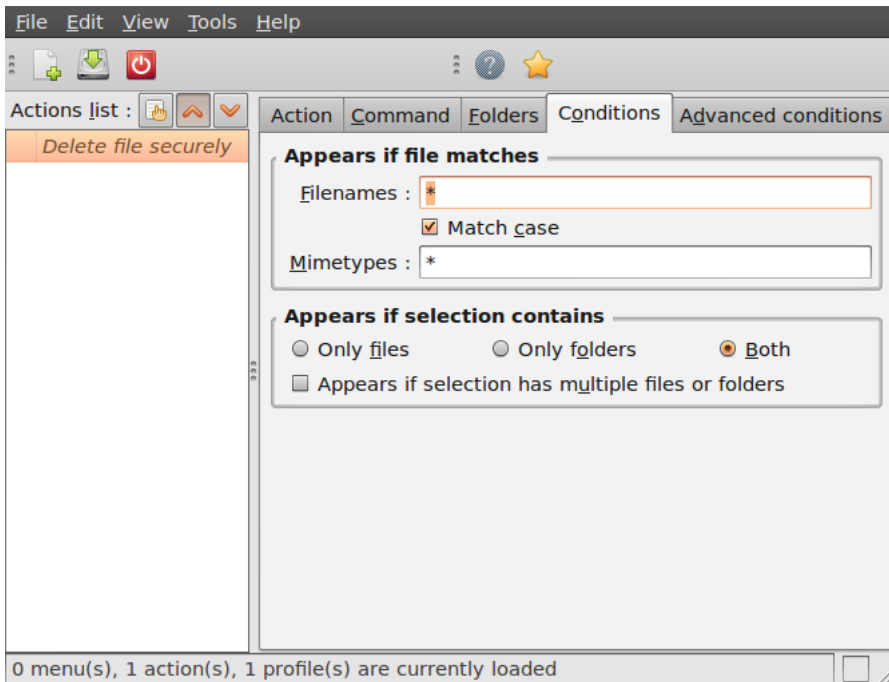 File Edit View Tools Help
Actions list :
Delete file securely
Action Command Folders Conditions Advanced conditions
Appears if file matches
Filenames : *
Match case
Mimetypes : *
Appears if selection contains
Only files Only folders Both
Appears if selection has multiple files or folders
0 menu(s), 1 action(s), 1 profile(s) are currently loaded